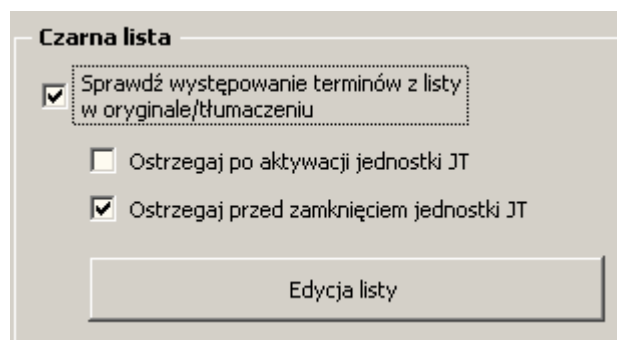 Czarna lista
Sprawdź występowanie terminów z listy
w oryginale/tłumaczeniu
Ostrzegaj po aktywacji jednostki JT
Ostrzegaj przed zamknięciem jednostki JT
Edycja listy